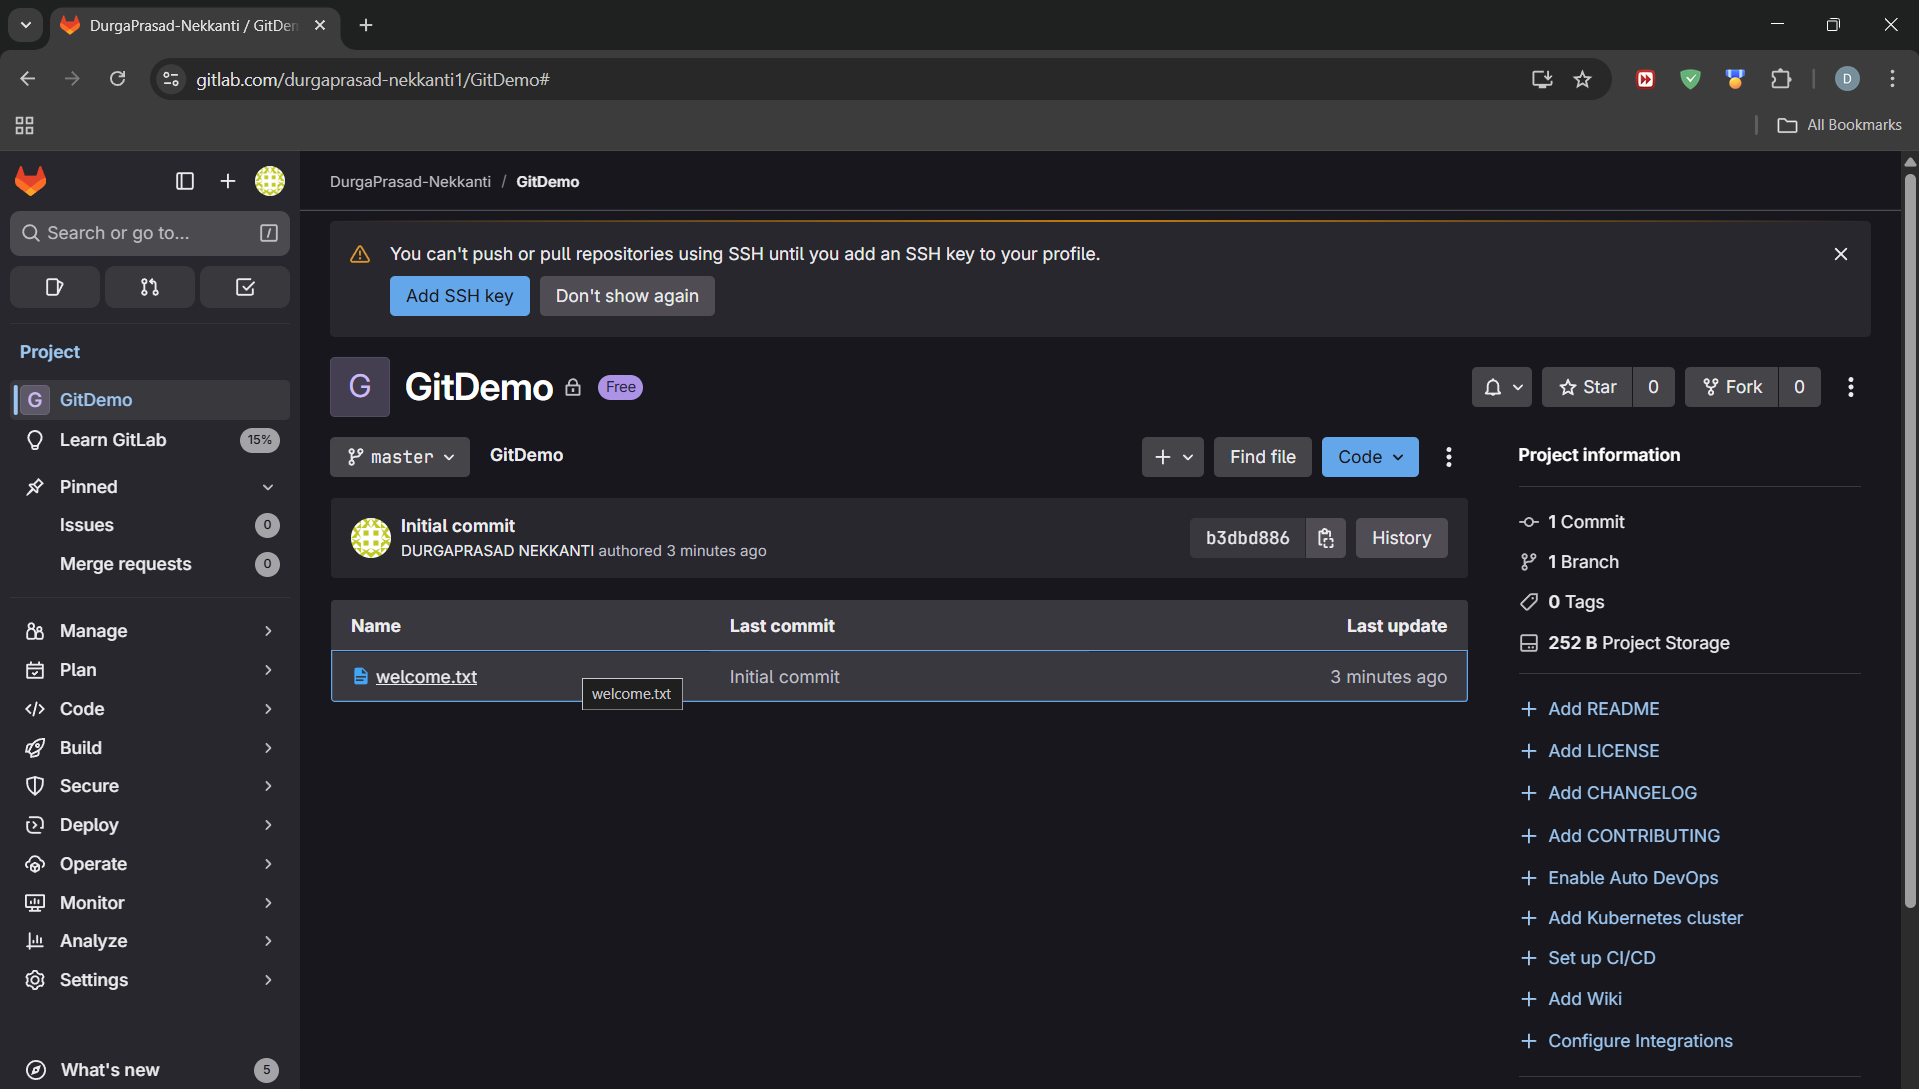 DurgaPrasad-Nekkanti / GitDem
gitlab.com/durgaprasad-nekkanti1/GitDemo#
D
All Bookmarks
Search or go to...
/
Project
G GitDemo
Learn GitLab 15%
Pinned
Issues 0
Merge requests 0
Manage
Plan
Code
Build
Secure
Deploy
Operate
Monitor
Analyze
Settings
What's new 5
DurgaPrasad-Nekkanti / GitDemo
You can't push or pull repositories using SSH until you add an SSH key to your profile.
Add SSH key Don't show again
G GitDemo Free
Star 0 Fork 0
master GitDemo
Find file Code
Initial commit
DURGAPRASAD NEKKANTI authored 3 minutes ago
b3dbd886 History
Name Last commit Last update
welcome.txt Initial commit 3 minutes ago
welcome.txt
Project information
1 Commit
1 Branch
0 Tags
252 B Project Storage
Add README
Add LICENSE
Add CHANGELOG
Add CONTRIBUTING
Enable Auto DevOps
Add Kubernetes cluster
Set up CI/CD
Add Wiki
Configure Integrations